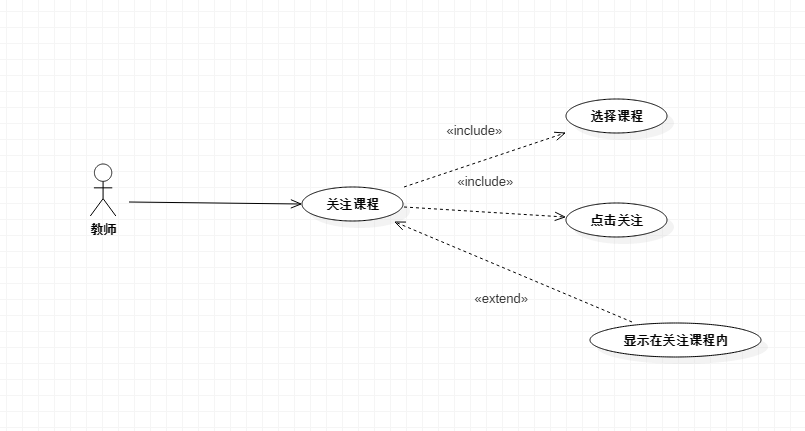 选择课程
«include»
«include»
关注课程
点击关注
教师
«extend»
显示在关注课程内